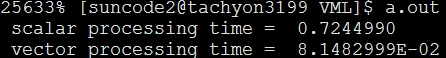 25633% [suncode2@tachyon3199 VML]$ a.out
scalar processing time =  0.7244990
vector processing time =  8.1482999E-02